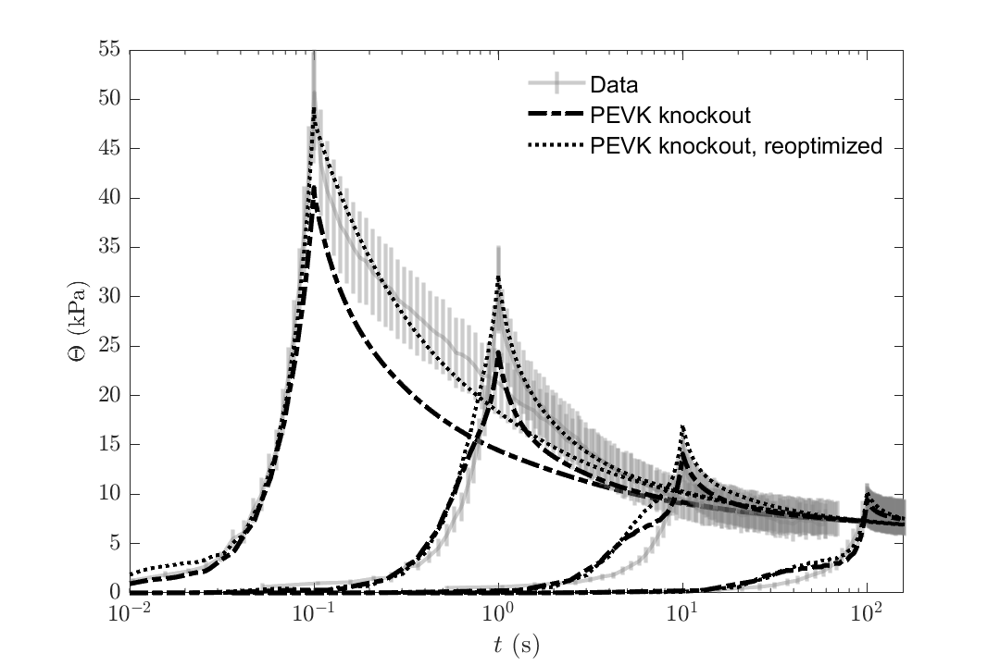 55
50
45
40
35
30
25
20
15
10
5
0
Θ (kPa)
Data
PEVK knockout
PEVK knockout, reoptimized
10⁻² 10⁻¹ 10⁰ 10¹ 10²
t (s)